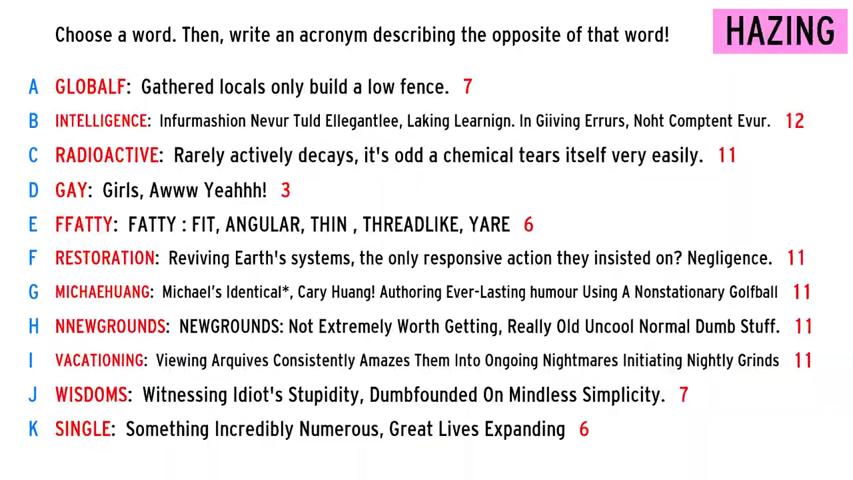 Choose a word. Then, write an acronym describing the opposite of that word!
HAZING
A GLOBALF: Gathered locals only build a low fence. 7
B INTELLIGENCE: Infurmashion Nevur Tuld Ellegantlee, Laking Learnign. In Giiving Errurs, Noht Comptent Evur. 12
C RADIOACTIVE: Rarely actively decays, it's odd a chemical tears itself very easily. 11
D GAY: Girls, Awww Yeahhh! 3
E FFATTY: FATTY : FIT, ANGULAR, THIN , THREADLIKE, YARE 6
F RESTORATION: Reviving Earth's systems, the only responsive action they insisted on? Negligence. 11
G MICHAEHUANG: Michael's Identical*, Cary Huang! Authoring Ever-Lasting humour Using A Nonstationary Golfball 11
H NNEWGROUNDS: NEWGROUNDS: Not Extremely Worth Getting, Really Old Uncool Normal Dumb Stuff. 11
I VACATIONING: Viewing Arquives Consistently Amazes Them Into Ongoing Nightmares Initiating Nightly Grinds 11
J WISDOMS: Witnessing Idiot's Stupidity, Dumbfounded On Mindless Simplicity. 7
K SINGLE: Something Incredibly Numerous, Great Lives Expanding 6